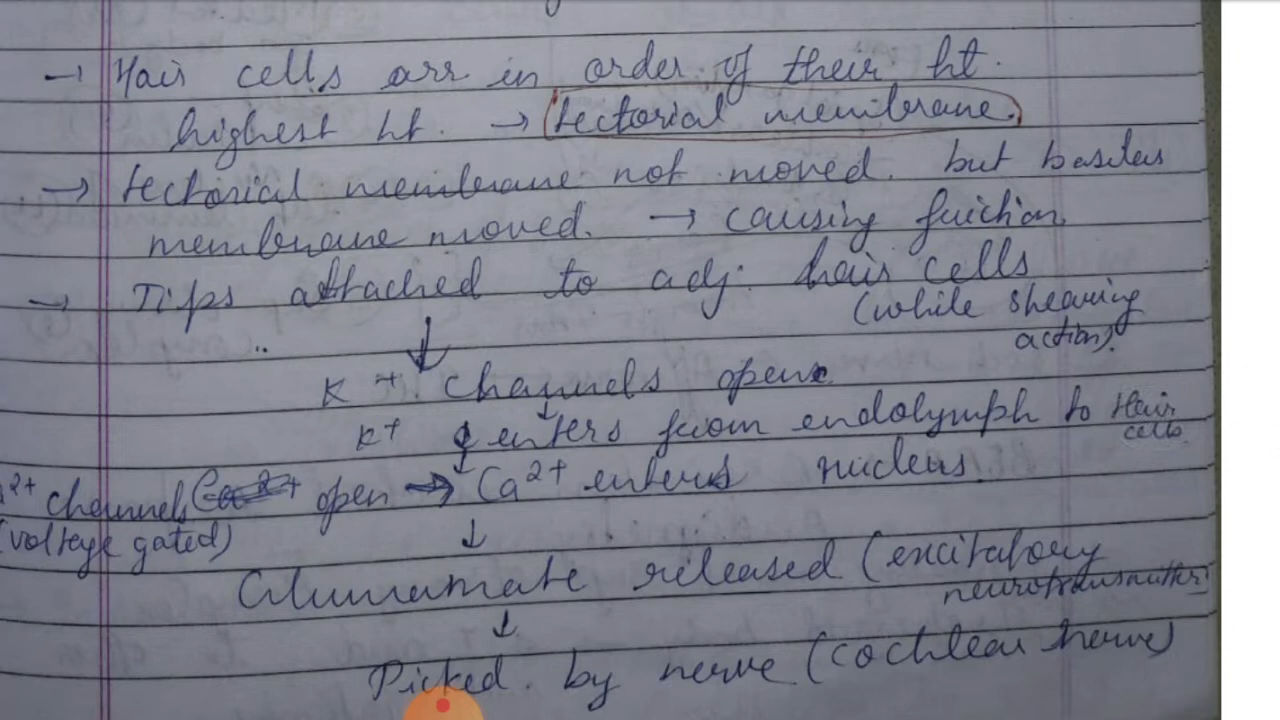 → Hair cells arr in order of their ht.
highest ht. → tectorial membrane.
→ tectorial membrane not moved. but basilar
membrane moved. → causing friction
→ Tips attached to adj. hair cells
(while shearing
action)
↓
K+ channels open
↓
K+ enters from endolymph to Hair
cells
↓
2+ channels open → Ca2+ enters nucleus
(voltage gated)
↓
Glutamate released (excitatory
neurotransmitter)
↓
Picked by nerve (cochlear nerve)